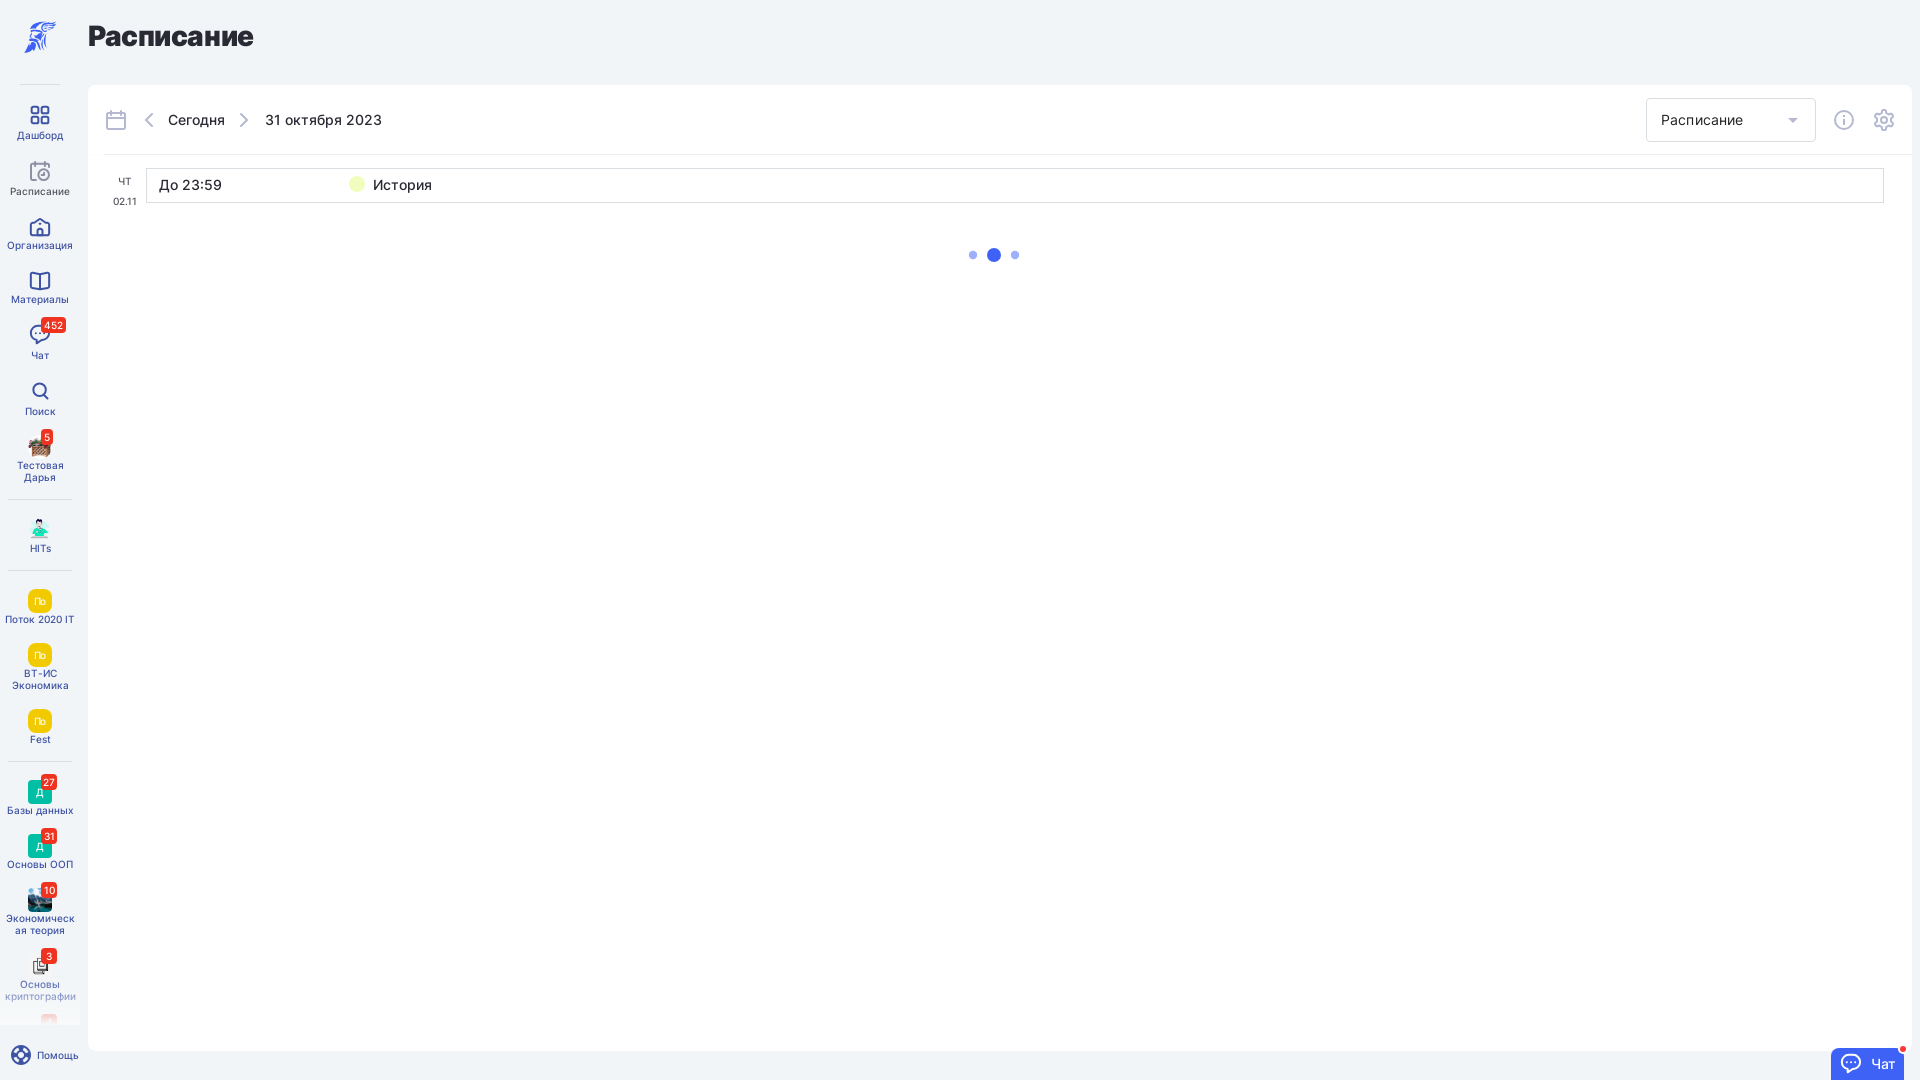 Расписание
Сегодня
31 октября 2023
Расписание
ЧТ
02.11
До 23:59
История
Дашборд
Расписание
Организация
Материалы
452
Чат
Поиск
5
Тестовая
Дарья
HITs
По
Поток 2020 IT
По
ВТ-ИС
Экономика
По
Fest
27
Д
Базы данных
31
Д
Основы ООП
10
Экономическ
ая теория
3
Основы
криптографии
Помощь
Чат